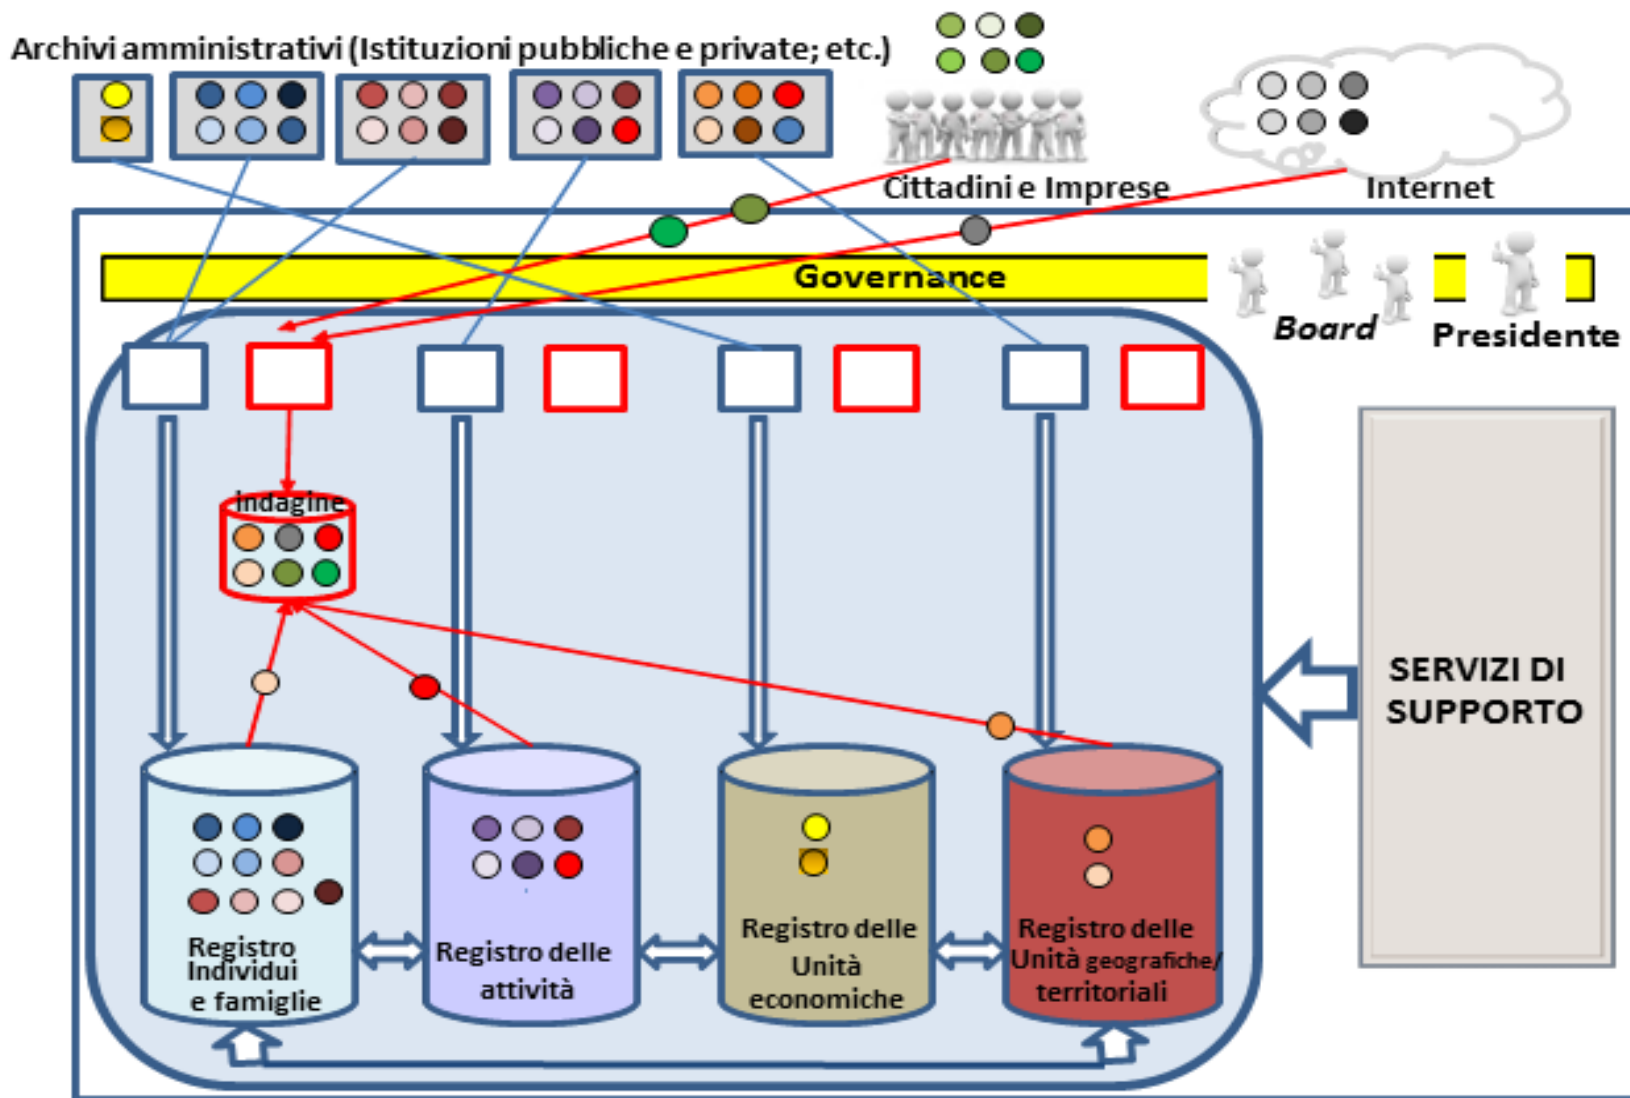 Archivi amministrativi (Istituzioni pubbliche e private; etc.)
Cittadini e Imprese
Internet
Governance
Board
Presidente
indagine
SERVIZI DI
SUPPORTO
Registro
Individui
e famiglie
Registro delle
attività
Registro delle
Unità
economiche
Registro delle
Unità geografiche/
territoriali